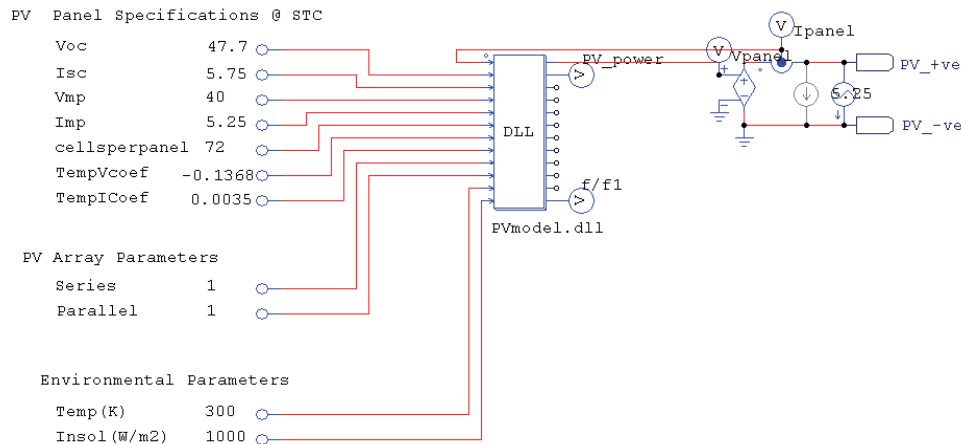 PV Panel Specifications @ STC
Voc 47.7
Isc 5.75
Vmp 40
Imp 5.25
cellsperpanel 72
TempVcoef -0.1368
TempICoef 0.0035
PV Array Parameters
Series 1
Parallel 1
Environmental Parameters
Temp(K) 300
Insol(W/m2) 1000
DLL
PVmodel.dll
PV_power
f/f1
V Vpanel
V Ipanel
5.25
PV_+ve
PV_-ve